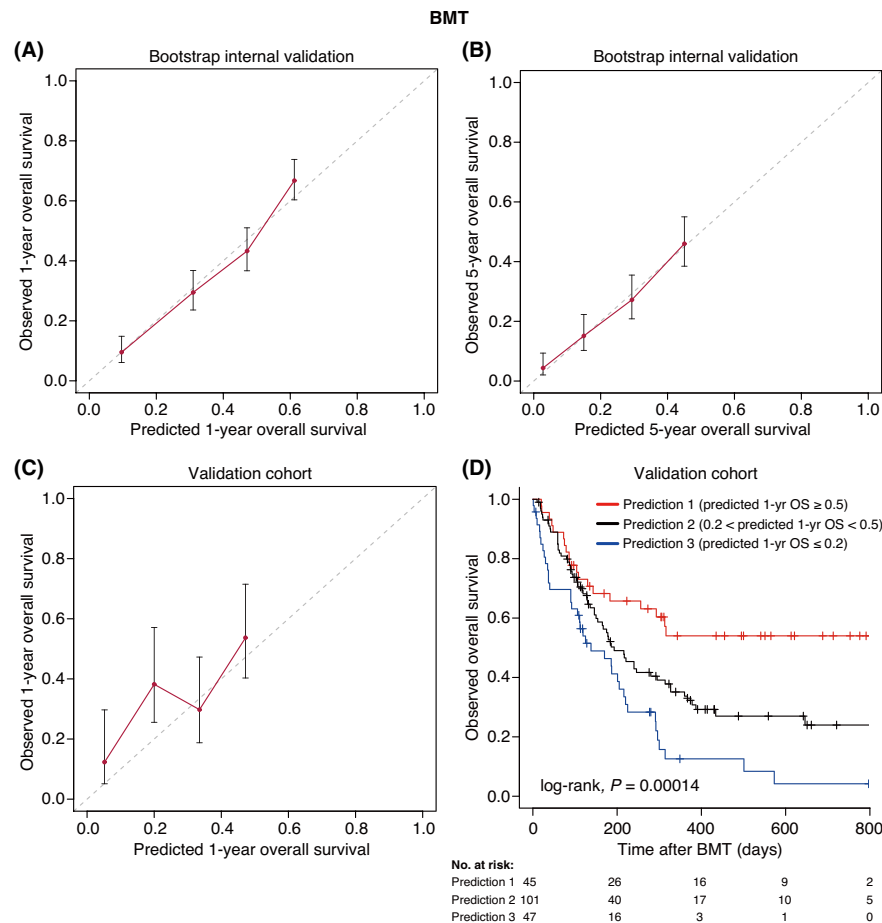 BMT
(A)
Bootstrap internal validation
Observed 1-year overall survival
1.0
0.8
0.6
0.4
0.2
0.0
0.0 0.2 0.4 0.6 0.8 1.0
Predicted 1-year overall survival
(B)
Bootstrap internal validation
Observed 5-year overall survival
1.0
0.8
0.6
0.4
0.2
0.0
0.0 0.2 0.4 0.6 0.8 1.0
Predicted 5-year overall survival
(C)
Validation cohort
Observed 1-year overall survival
1.0
0.8
0.6
0.4
0.2
0.0
0.0 0.2 0.4 0.6 0.8 1.0
Predicted 1-year overall survival
(D)
Validation cohort
Observed overall survival
1.0
0.8
0.6
0.4
0.2
0.0
Prediction 1 (predicted 1-yr OS ≥ 0.5)
Prediction 2 (0.2 < predicted 1-yr OS < 0.5)
Prediction 3 (predicted 1-yr OS ≤ 0.2)
log-rank, P = 0.00014
0 200 400 600 800
Time after BMT (days)
No. at risk:
Prediction 1 45 26 16 9 2
Prediction 2 101 40 17 10 5
Prediction 3 47 16 3 1 0